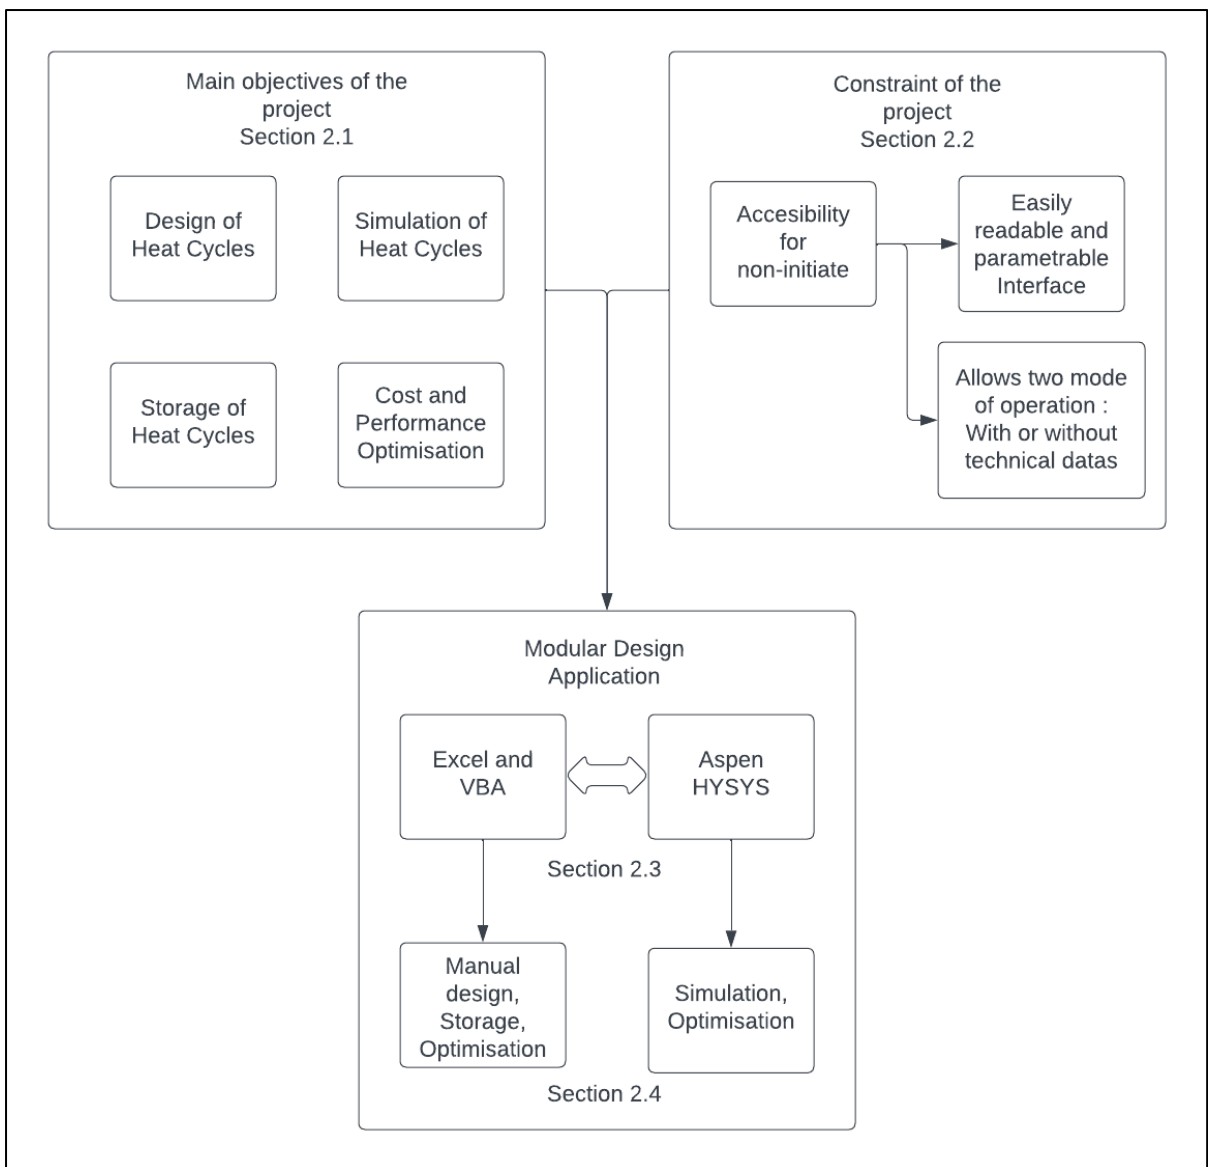 Main objectives of the
project
Section 2.1
Design of
Heat Cycles
Simulation of
Heat Cycles
Storage of
Heat Cycles
Cost and
Performance
Optimisation
Constraint of the
project
Section 2.2
Accesibility
for
non-initiate
Easily
readable and
parametrable
Interface
Allows two mode
of operation :
With or without
technical datas
Modular Design
Application
Excel and
VBA
Aspen
HYSYS
Section 2.3
Manual
design,
Storage,
Optimisation
Simulation,
Optimisation
Section 2.4